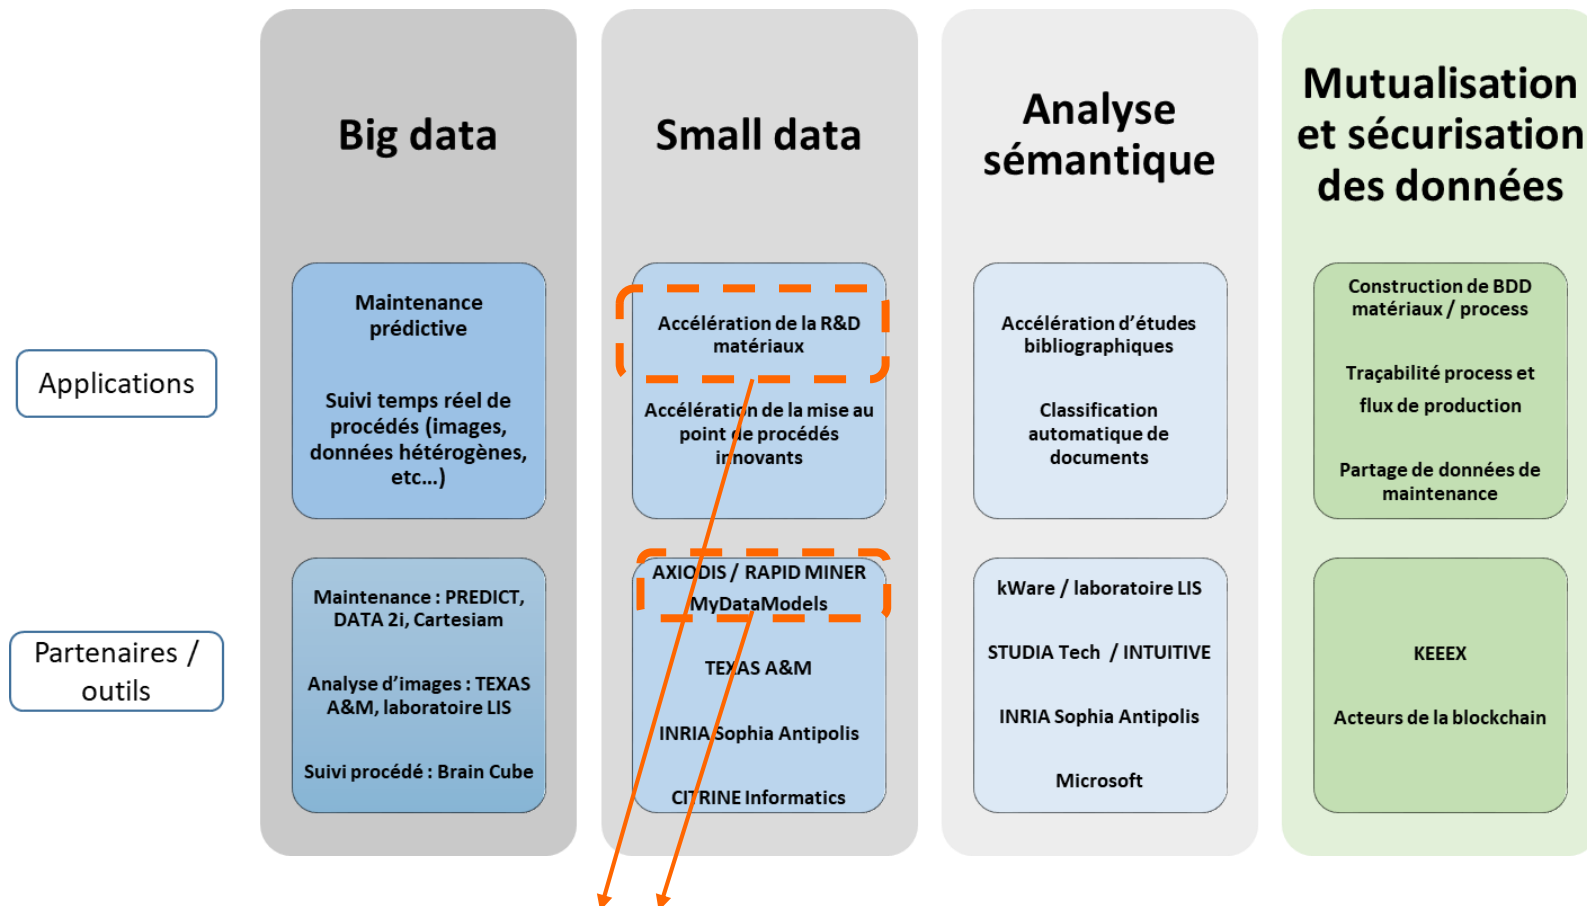 Big data
Small data
Analyse
sémantique
Mutualisation
et sécurisation
des données
Applications
Maintenance
prédictive
Suivi temps réel de
procédés (images,
données hétérogènes,
etc...)
Accélération de la R&D
matériaux
Accélération de la mise au
point de procédés
innovants
Accélération d'études
bibliographiques
Classification
automatique de
documents
Construction de BDD
matériaux / process
Traçabilité process et
flux de production
Partage de données de
maintenance
Partenaires /
outils
Maintenance : PREDICT,
DATA 2i, Cartesiam
Analyse d'images : TEXAS
A&M, laboratoire LIS
Suivi procédé : Brain Cube
AXIODIS / RAPID MINER
MyDataModels
TEXAS A&M
INRIA Sophia Antipolis
CITRINE Informatics
kWare / laboratoire LIS
STUDIA Tech / INTUITIVE
INRIA Sophia Antipolis
Microsoft
KEEEX
Acteurs de la blockchain